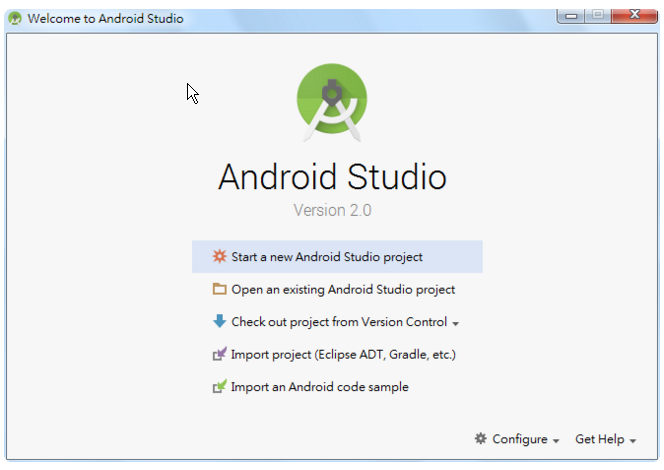 Welcome to Android Studio
Android Studio
Version 2.0
Start a new Android Studio project
Open an existing Android Studio project
Check out project from Version Control
Import project (Eclipse ADT, Gradle, etc.)
Import an Android code sample
Configure Get Help